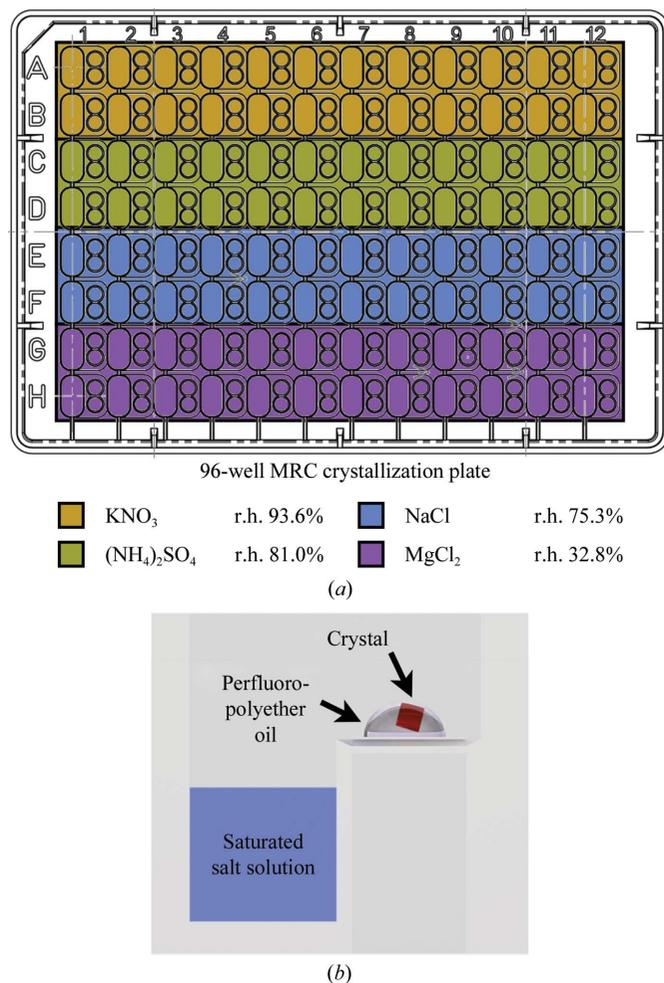 1 2 3 4 5 6 7 8 9 10 11 12
A
B
C
D
E
F
G
H
96-well MRC crystallization plate
KNO₃ r.h. 93.6% NaCl r.h. 75.3%
(NH₄)₂SO₄ r.h. 81.0% MgCl₂ r.h. 32.8%
(a)
Crystal
Perfluoro-
polyether
oil
Saturated
salt solution
(b)